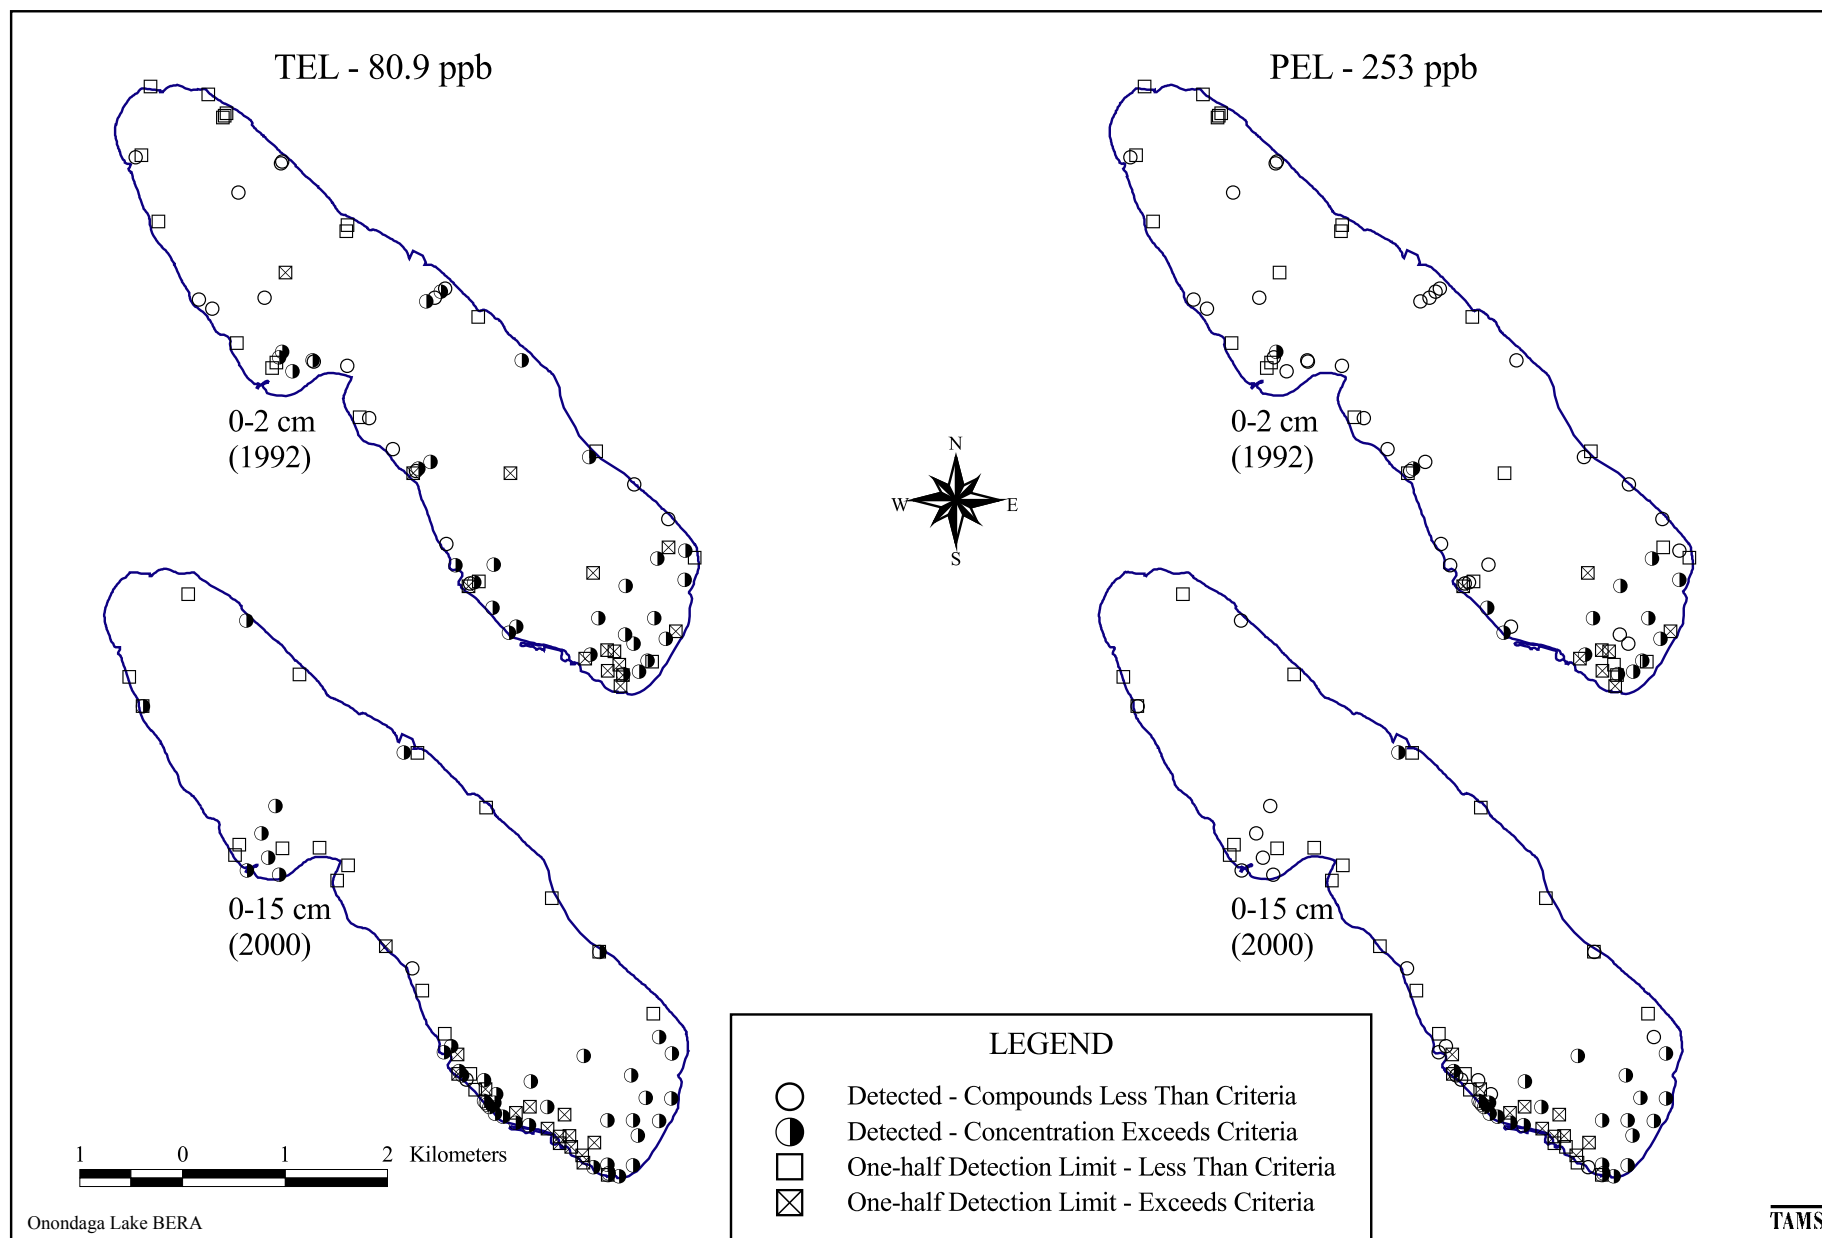 TEL - 80.9 ppb
PEL - 253 ppb
0-2 cm
(1992)
0-2 cm
(1992)
N
W E
S
0-15 cm
(2000)
0-15 cm
(2000)
LEGEND
Detected - Compounds Less Than Criteria
Detected - Concentration Exceeds Criteria
One-half Detection Limit - Less Than Criteria
One-half Detection Limit - Exceeds Criteria
1 0 1 2 Kilometers
Onondaga Lake BERA
TAMS